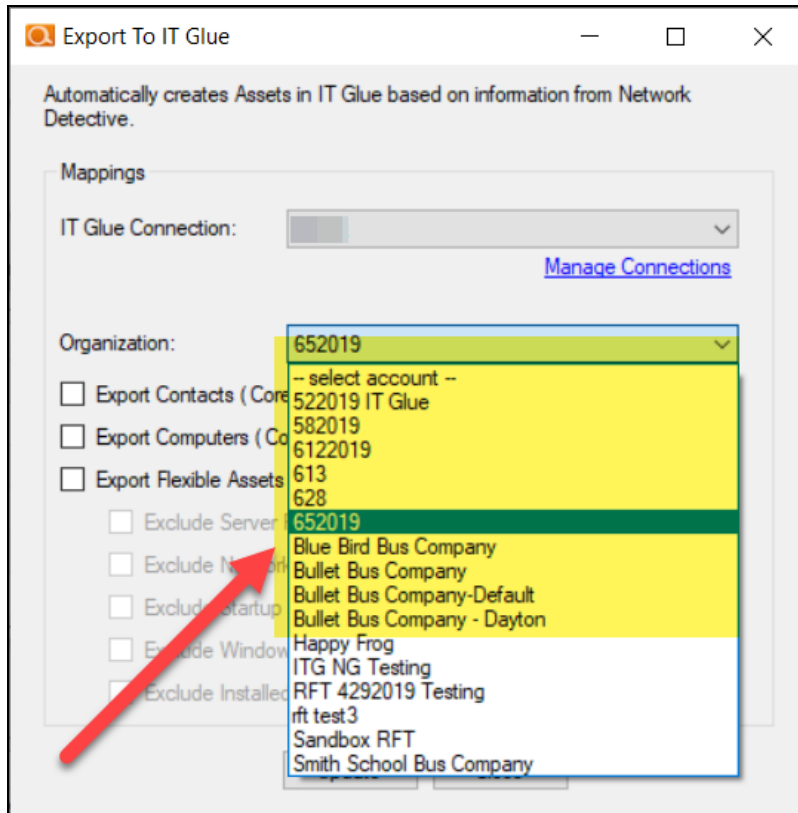 Export To IT Glue
Automatically creates Assets in IT Glue based on information from Network
Detective.
Mappings
IT Glue Connection:
Manage Connections
Organization:
652019
-- select account --
522019 IT Glue
582019
6122019
613
628
652019
Blue Bird Bus Company
Bullet Bus Company
Bullet Bus Company-Default
Bullet Bus Company - Dayton
Happy Frog
ITG NG Testing
RFT 4292019 Testing
rft test3
Sandbox RFT
Smith School Bus Company
Export Contacts (Core
Export Computers (Co
Export Flexible Assets
Exclude Server
Exclude
Exclude Startup
Exclude Window
Exclude Installed